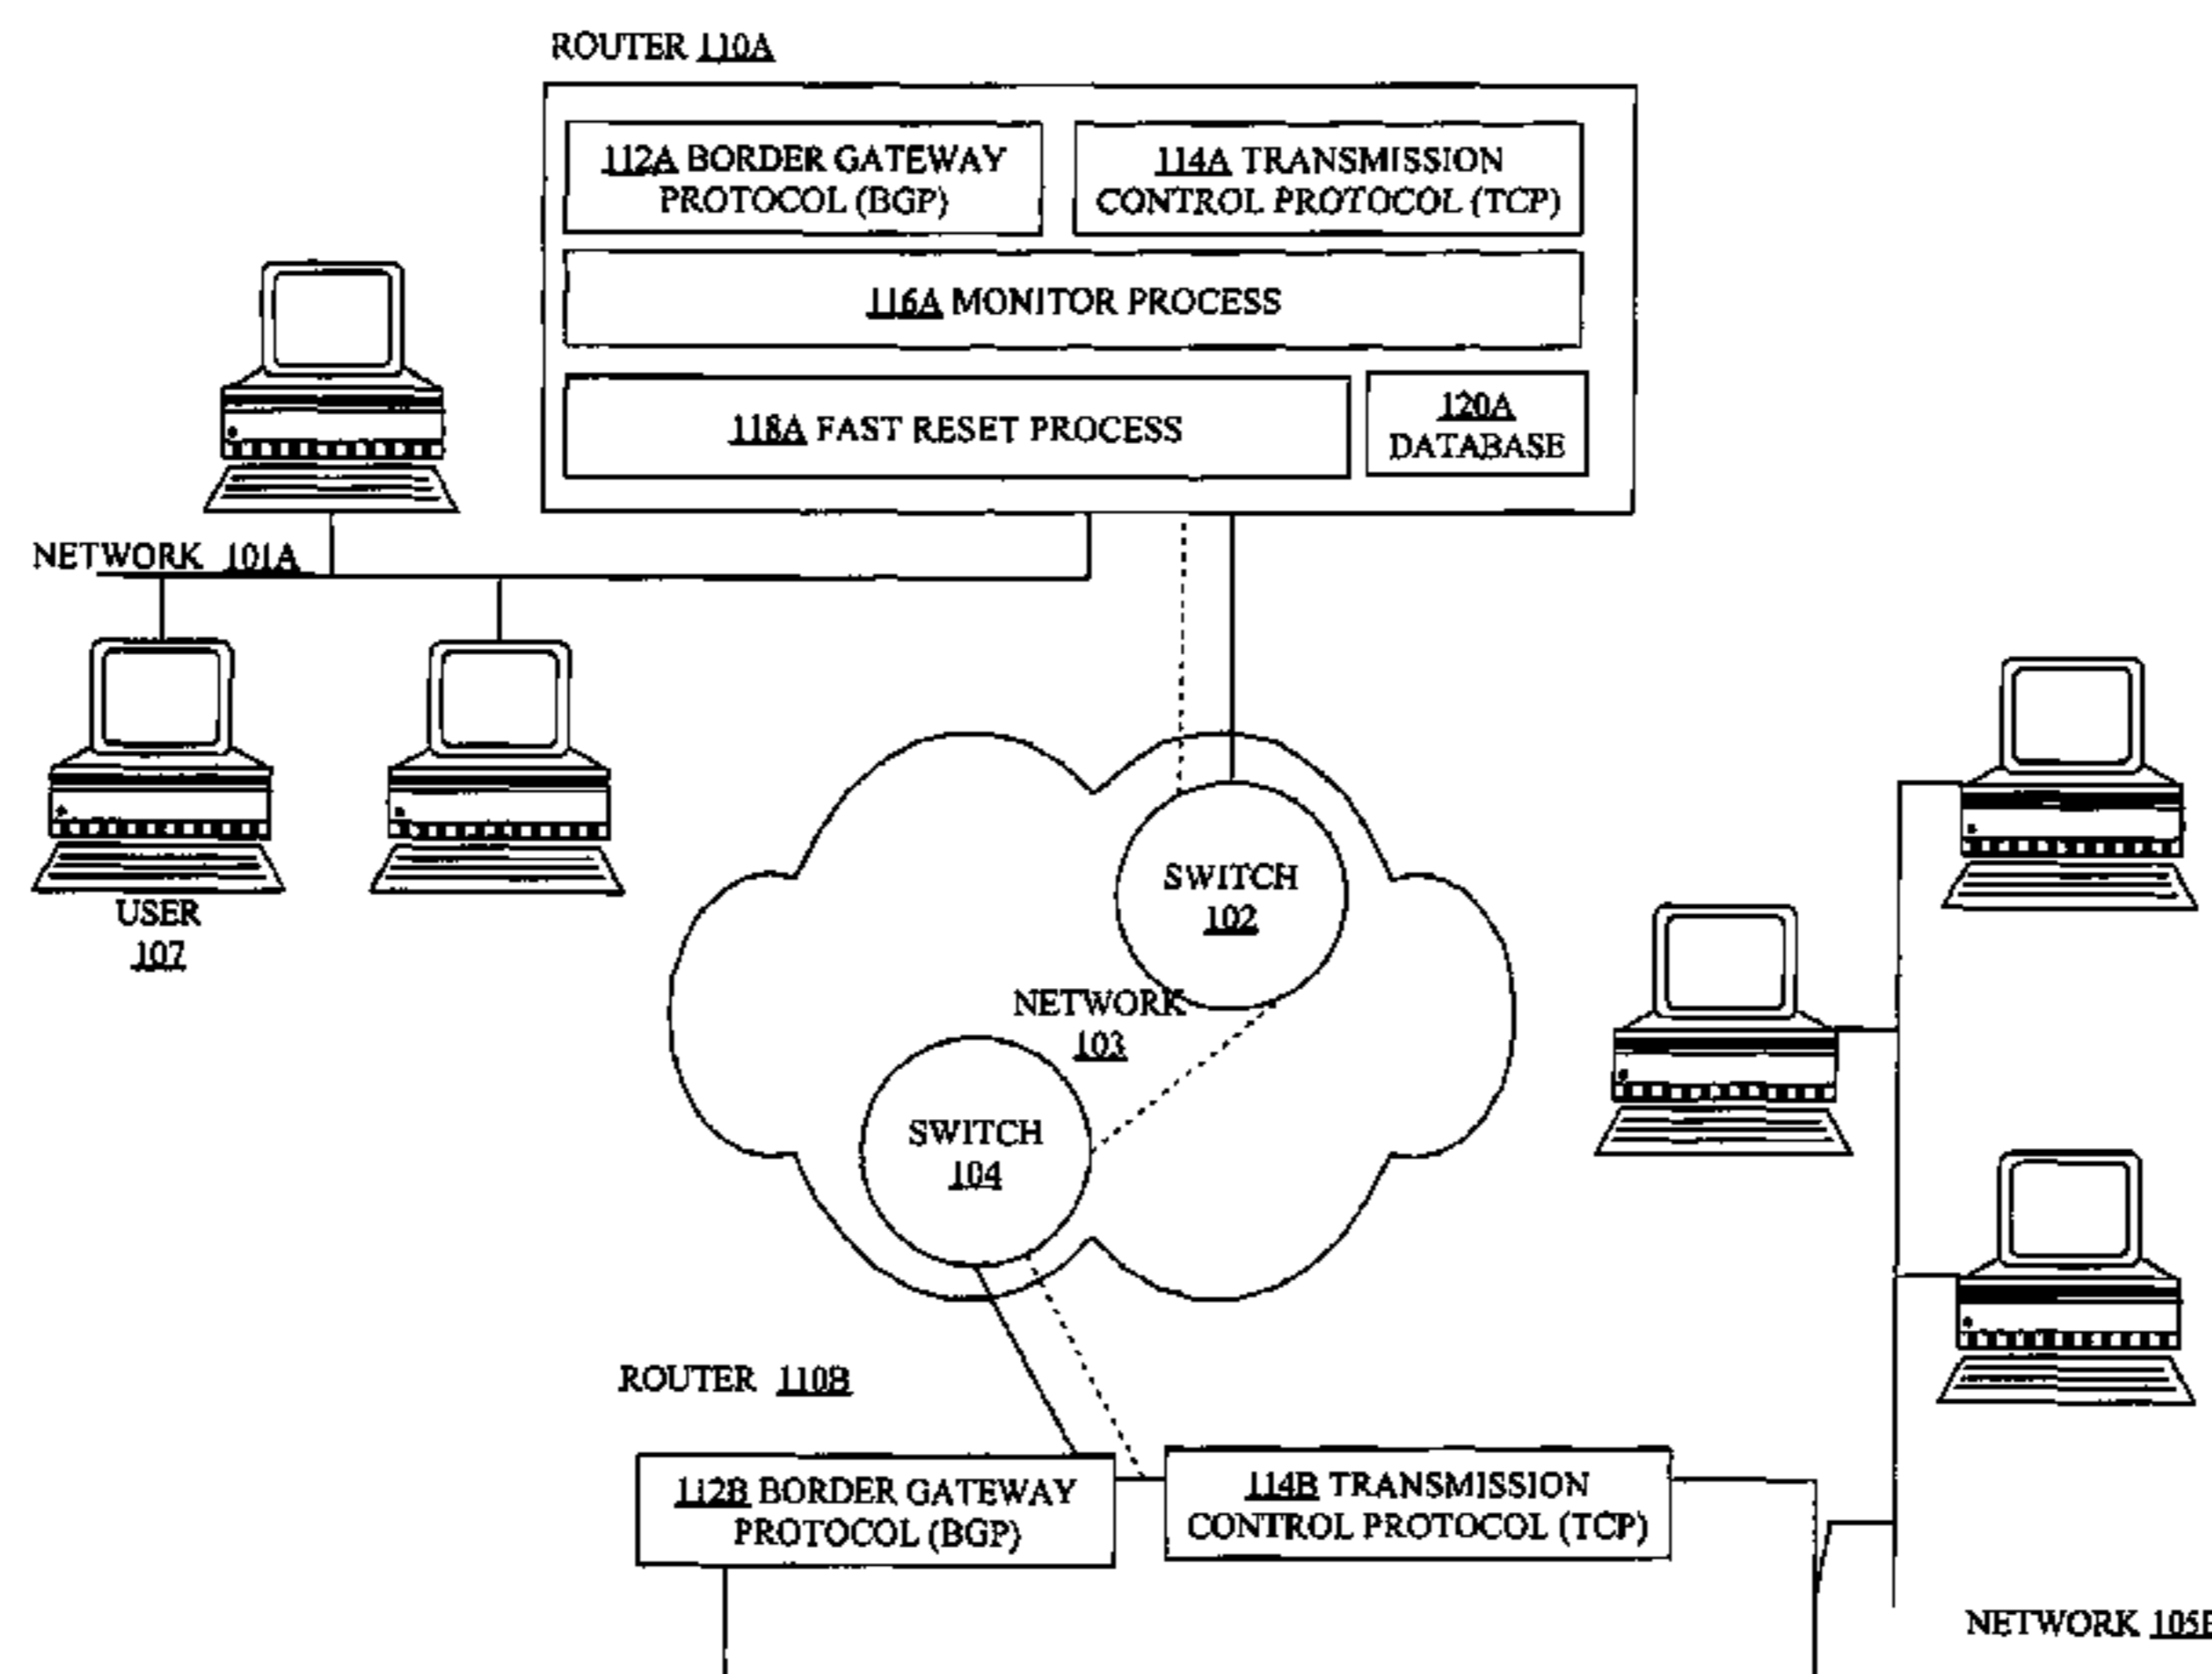 ROUTER 110A
112A BORDER GATEWAY
PROTOCOL (BGP)
114A TRANSMISSION
CONTROL PROTOCOL (TCP)
116A MONITOR PROCESS
118A FAST RESET PROCESS
120A
DATABASE
NETWORK 101A
USER
107
SWITCH
102
NETWORK
103
SWITCH
104
ROUTER 110B
112B BORDER GATEWAY
PROTOCOL (BGP)
114B TRANSMISSION
CONTROL PROTOCOL (TCP)
NETWORK